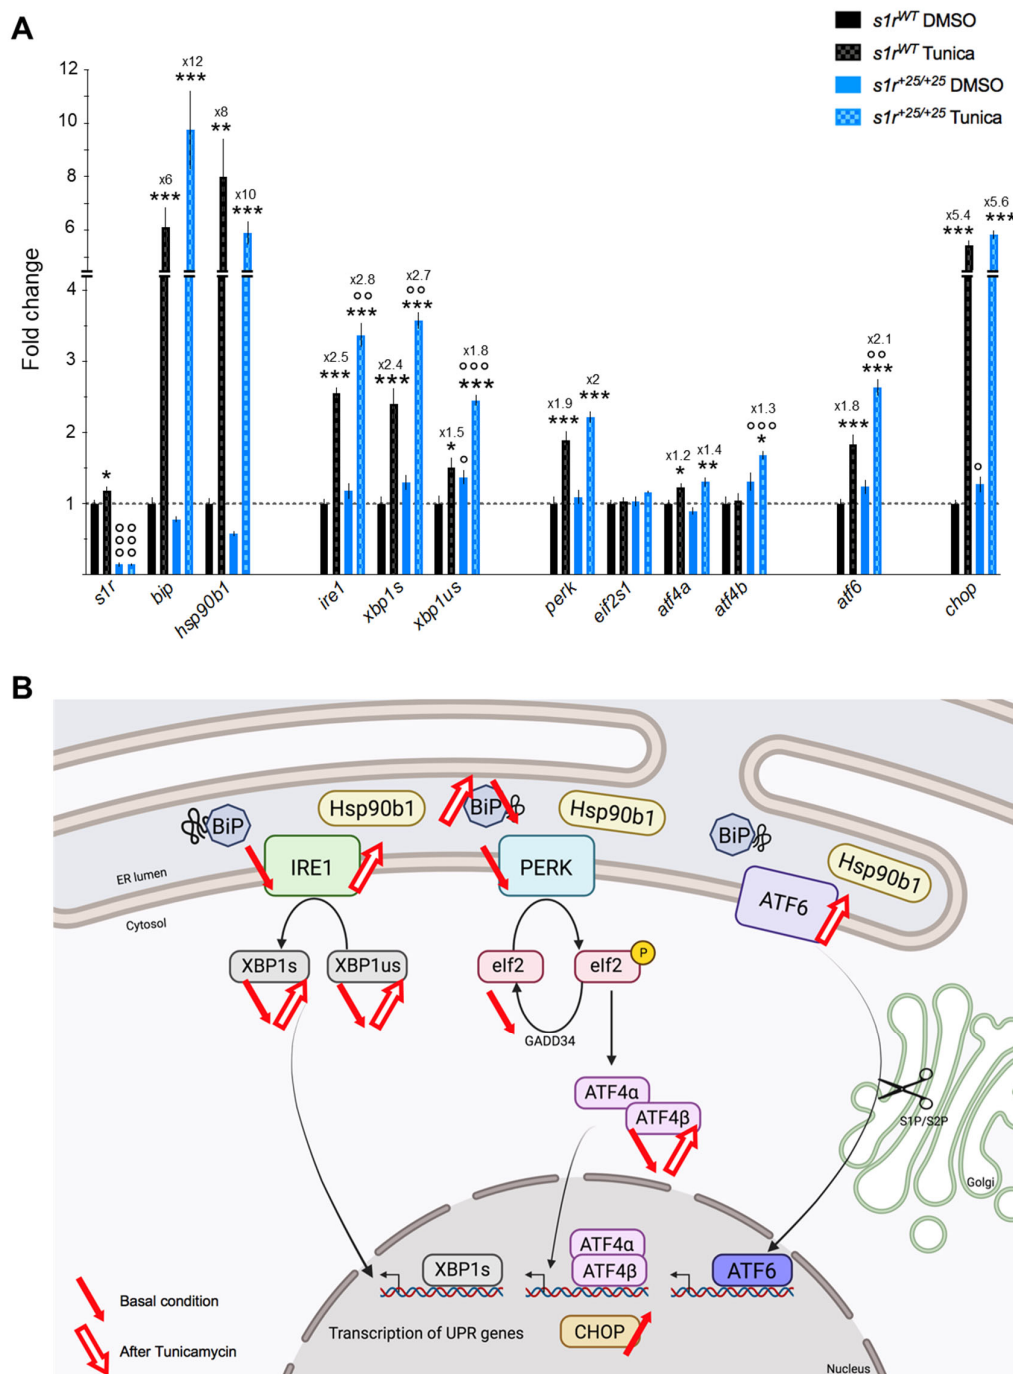 A
s1r^WT DMSO
s1r^WT Tunica
s1r^+25/+25 DMSO
s1r^+25/+25 Tunica
Fold change
12
10
8
6
4
3
2
1
*
°°°
°°°
x6
***
x12
***
x8
**
x10
***
x2.5
***
x2.8
°°
***
x2.4
***
x2.7
°°
***
x1.5
*
°
x1.8
°°°
***
x1.9
***
x2
***
x1.2
*
x1.4
**
x1.3
°°°
*
x1.8
***
x2.1
°°
***
x5.4
***
°
x5.6
***
s1r
bip
hsp90b1
ire1
xbp1s
xbp1us
perk
eif2s1
atf4a
atf4b
atf6
chop
B
BiP
Hsp90b1
BiP
Hsp90b1
BiP
Hsp90b1
IRE1
PERK
ATF6
ER lumen
Cytosol
XBP1s
XBP1us
eIf2
eIf2
P
GADD34
ATF4α
ATF4β
S1P/S2P
Golgi
XBP1s
ATF4α
ATF4β
ATF6
Basal condition
Transcription of UPR genes
CHOP
After Tunicamycin
Nucleus